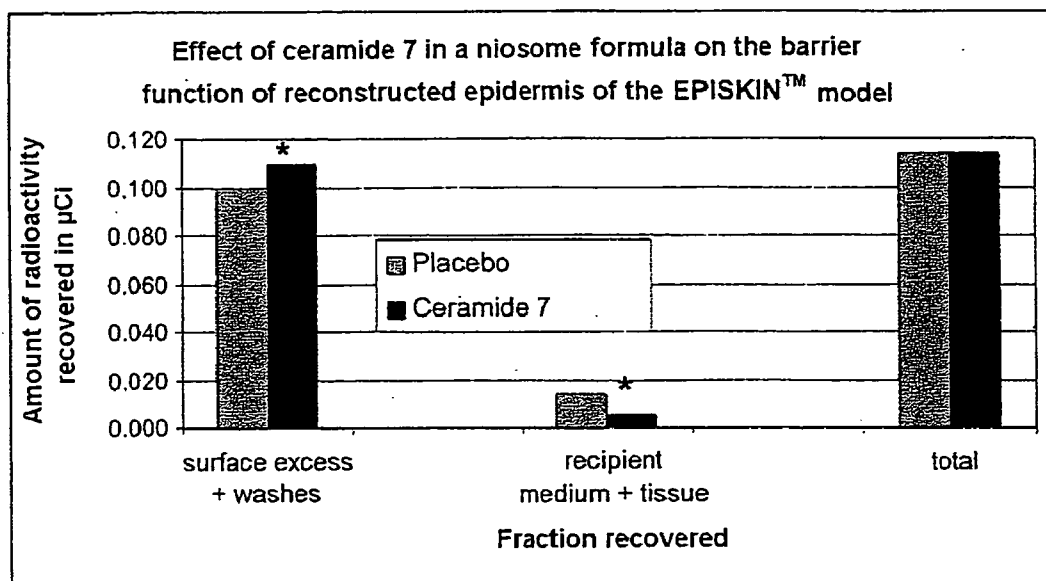 Effect of ceramide 7 in a niosome formula on the barrier
function of reconstructed epidermis of the EPISKIN™ model
Amount of radioactivity
recovered in µCi
0.120
0.100
0.080
0.060
0.040
0.020
0.000
*
*
Placebo
Ceramide 7
surface excess
+ washes
recipient
medium + tissue
total
Fraction recovered